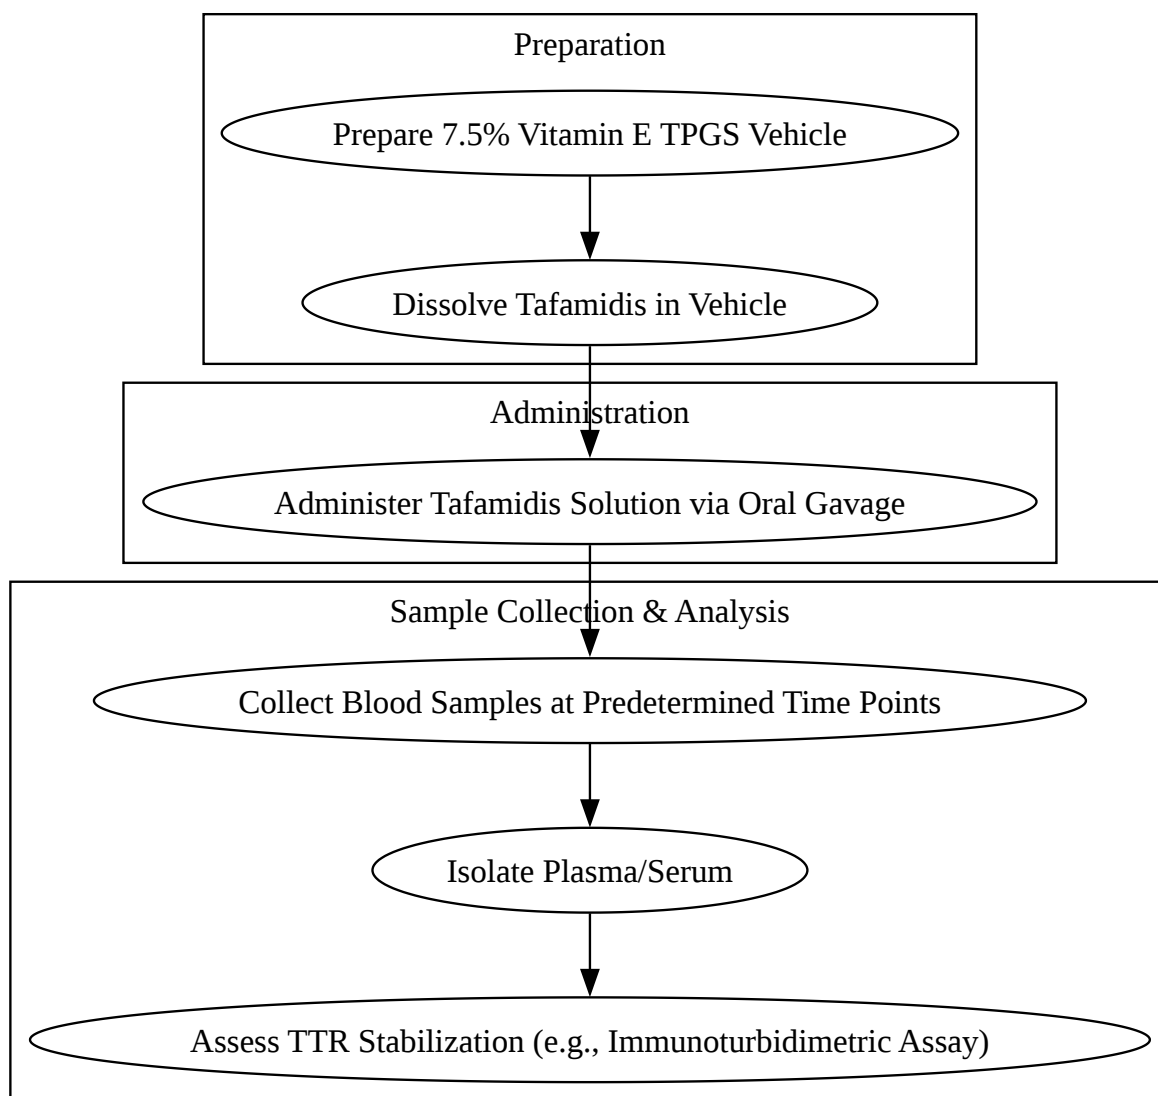 Preparation
Prepare 7.5% Vitamin E TPGS Vehicle
Dissolve Tafamidis in Vehicle
Administration
Administer Tafamidis Solution via Oral Gavage
Sample Collection & Analysis
Collect Blood Samples at Predetermined Time Points
Isolate Plasma/Serum
Assess TTR Stabilization (e.g., Immunoturbidimetric Assay)